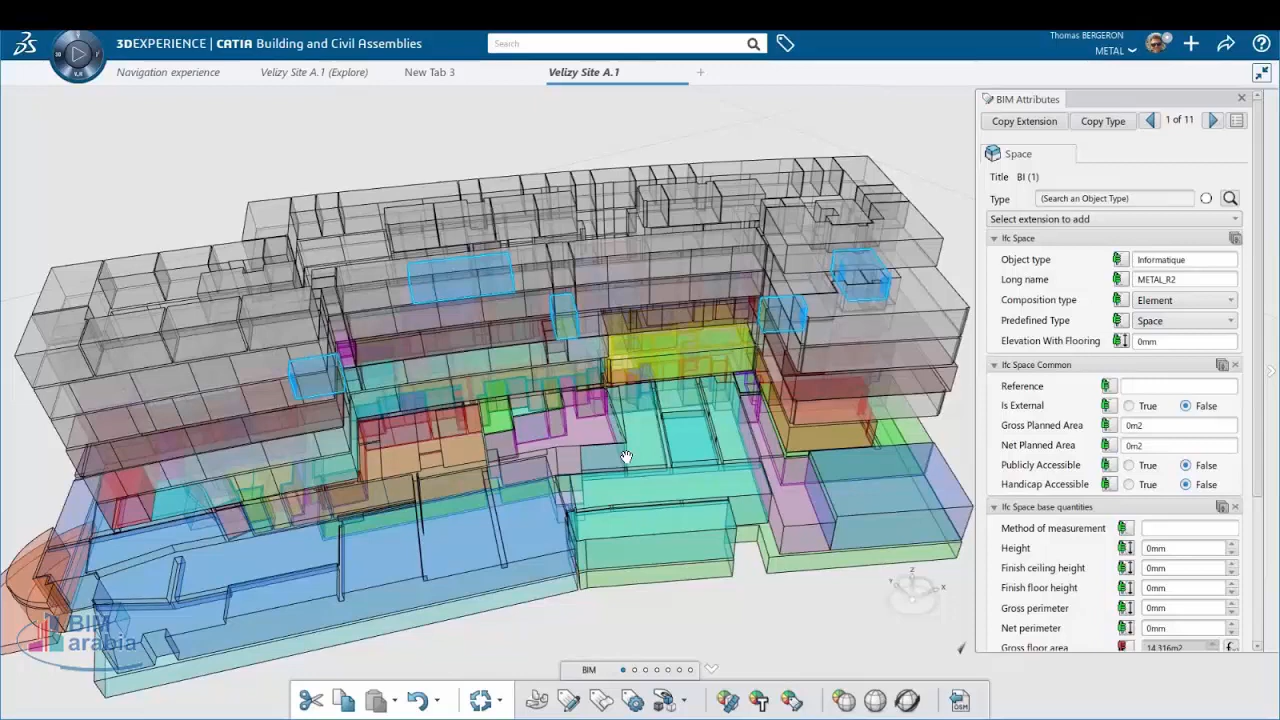 3DEXPERIENCE | CATIA Building and Civil Assemblies
Search
Thomas BERGERON
METAL
3D
V.R
Navigation experience
Velizy Site A.1 (Explore)
New Tab 3
Velizy Site A.1
+
BIM Attributes
Copy Extension
Copy Type
1 of 11
Space
Title BI (1)
Type (Search an Object Type)
Select extension to add
Ifc Space
Object type Informatique
Long name METAL_R2
Composition type Element
Predefined Type Space
Elevation With Flooring 0mm
Ifc Space Common
Reference
Is External True False
Gross Planned Area 0m2
Net Planned Area 0m2
Publicly Accessible True False
Handicap Accessible True False
Ifc Space base quantities
Method of measurement
Height 0mm
Finish ceiling height 0mm
Finish floor height 0mm
Gross perimeter 0mm
Net perimeter 0mm
Gross floor area 14.316m2
Z
Y
X
BIM
arabia
BIM
OSM